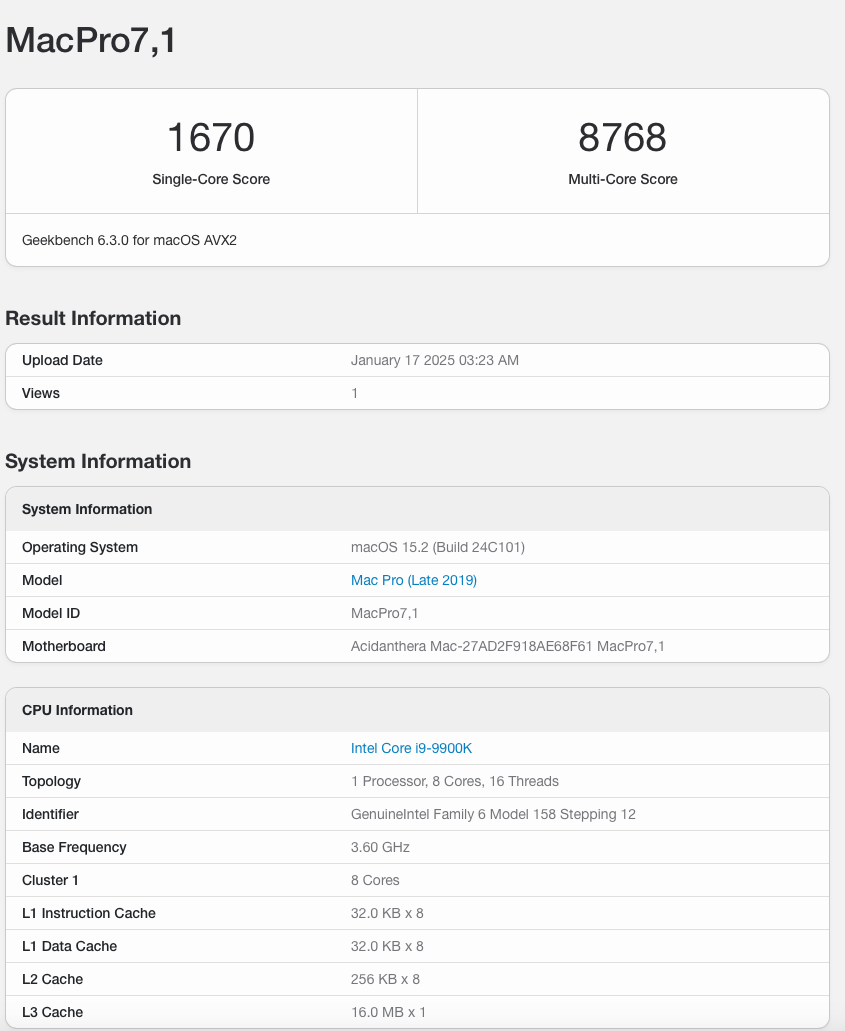 MacPro7,1
1670
Single-Core Score
8768
Multi-Core Score
Geekbench 6.3.0 for macOS AVX2
Result Information
Upload Date January 17 2025 03:23 AM
Views 1
System Information
System Information
Operating System macOS 15.2 (Build 24C101)
Model Mac Pro (Late 2019)
Model ID MacPro7,1
Motherboard Acidanthera Mac-27AD2F918AE68F61 MacPro7,1
CPU Information
Name Intel Core i9-9900K
Topology 1 Processor, 8 Cores, 16 Threads
Identifier GenuineIntel Family 6 Model 158 Stepping 12
Base Frequency 3.60 GHz
Cluster 1 8 Cores
L1 Instruction Cache 32.0 KB x 8
L1 Data Cache 32.0 KB x 8
L2 Cache 256 KB x 8
L3 Cache 16.0 MB x 1